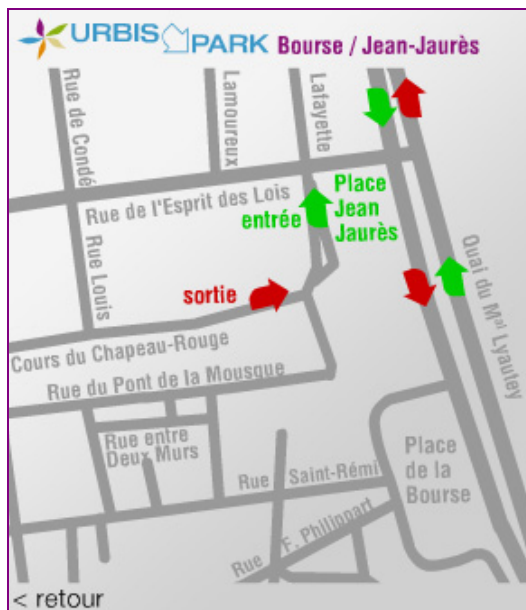 URBIS PARK Bourse / Jean-Jaurès
Rue de Condé
Lamoureux
Lafayette
Rue de l'Esprit des Lois
entrée
Place
Jean
Jaurès
Rue Louis
sortie
Quai du Mal Lyautey
Cours du Chapeau-Rouge
Rue du Pont de la Mousque
Rue entre
Deux Murs
Rue Saint-Rémi
Place
de la
Bourse
Rue F. Philippart
< retour